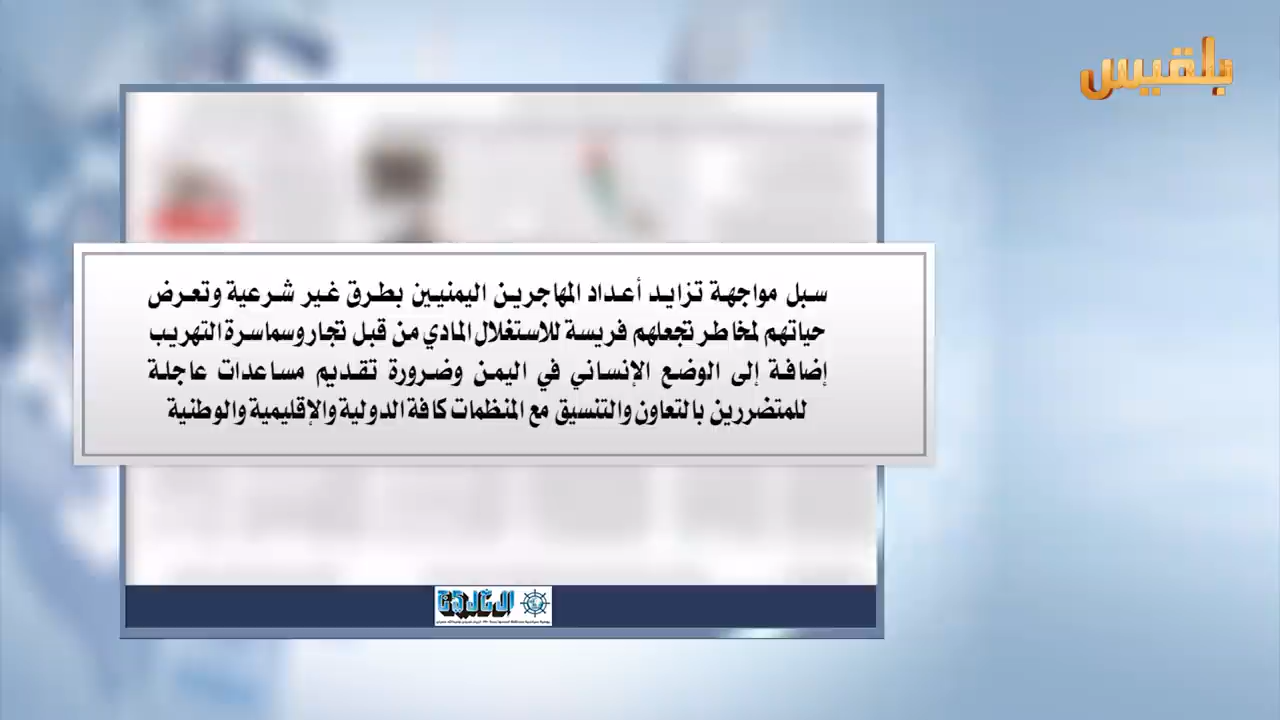 بلقيس
سبل مواجهة تزايد أعداد المهاجرين اليمنيين بطرق غير شرعية وتعرض
حياتهم لمخاطر تجعلهم فريسة للاستغلال المادي من قبل تجار وسماسرة التهريب
إضافة إلى الوضع الإنساني في اليمن وضرورة تقديم مساعدات عاجلة
للمتضررين بالتعاون والتنسيق مع المنظمات كافة الدولية والإقليمية والوطنية